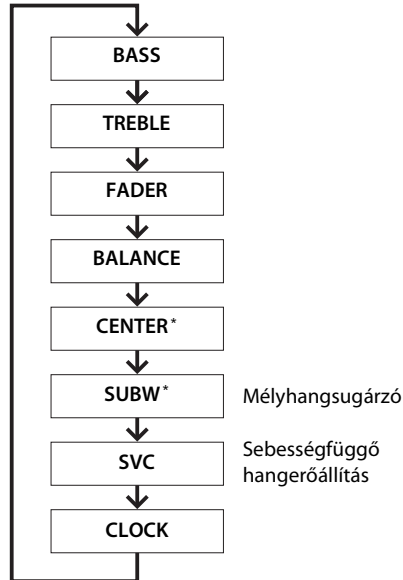 BASS
TREBLE
FADER
BALANCE
CENTER*
SUBW*
Mélyhangsugárzó
SVC
Sebességfüggő
hangerőállítás
CLOCK